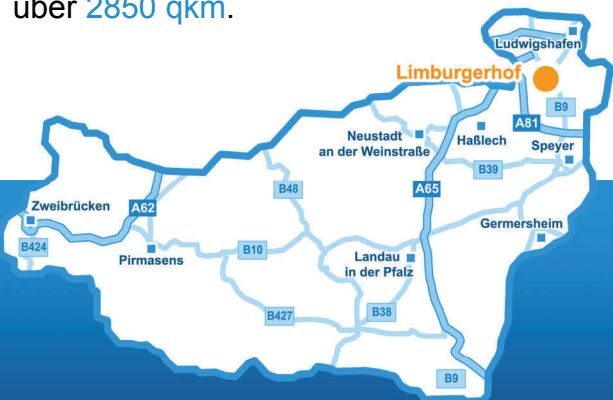 über 2850 qkm.
Ludwigshafen
Limburgerhof
B9
A81
Neustadt
an der Weinstraße
Haßlech
Speyer
B39
B48
A65
Zweibrücken
A62
Germersheim
B424
B10
Pirmasens
Landau
in der Pfalz
B427
B38
B9